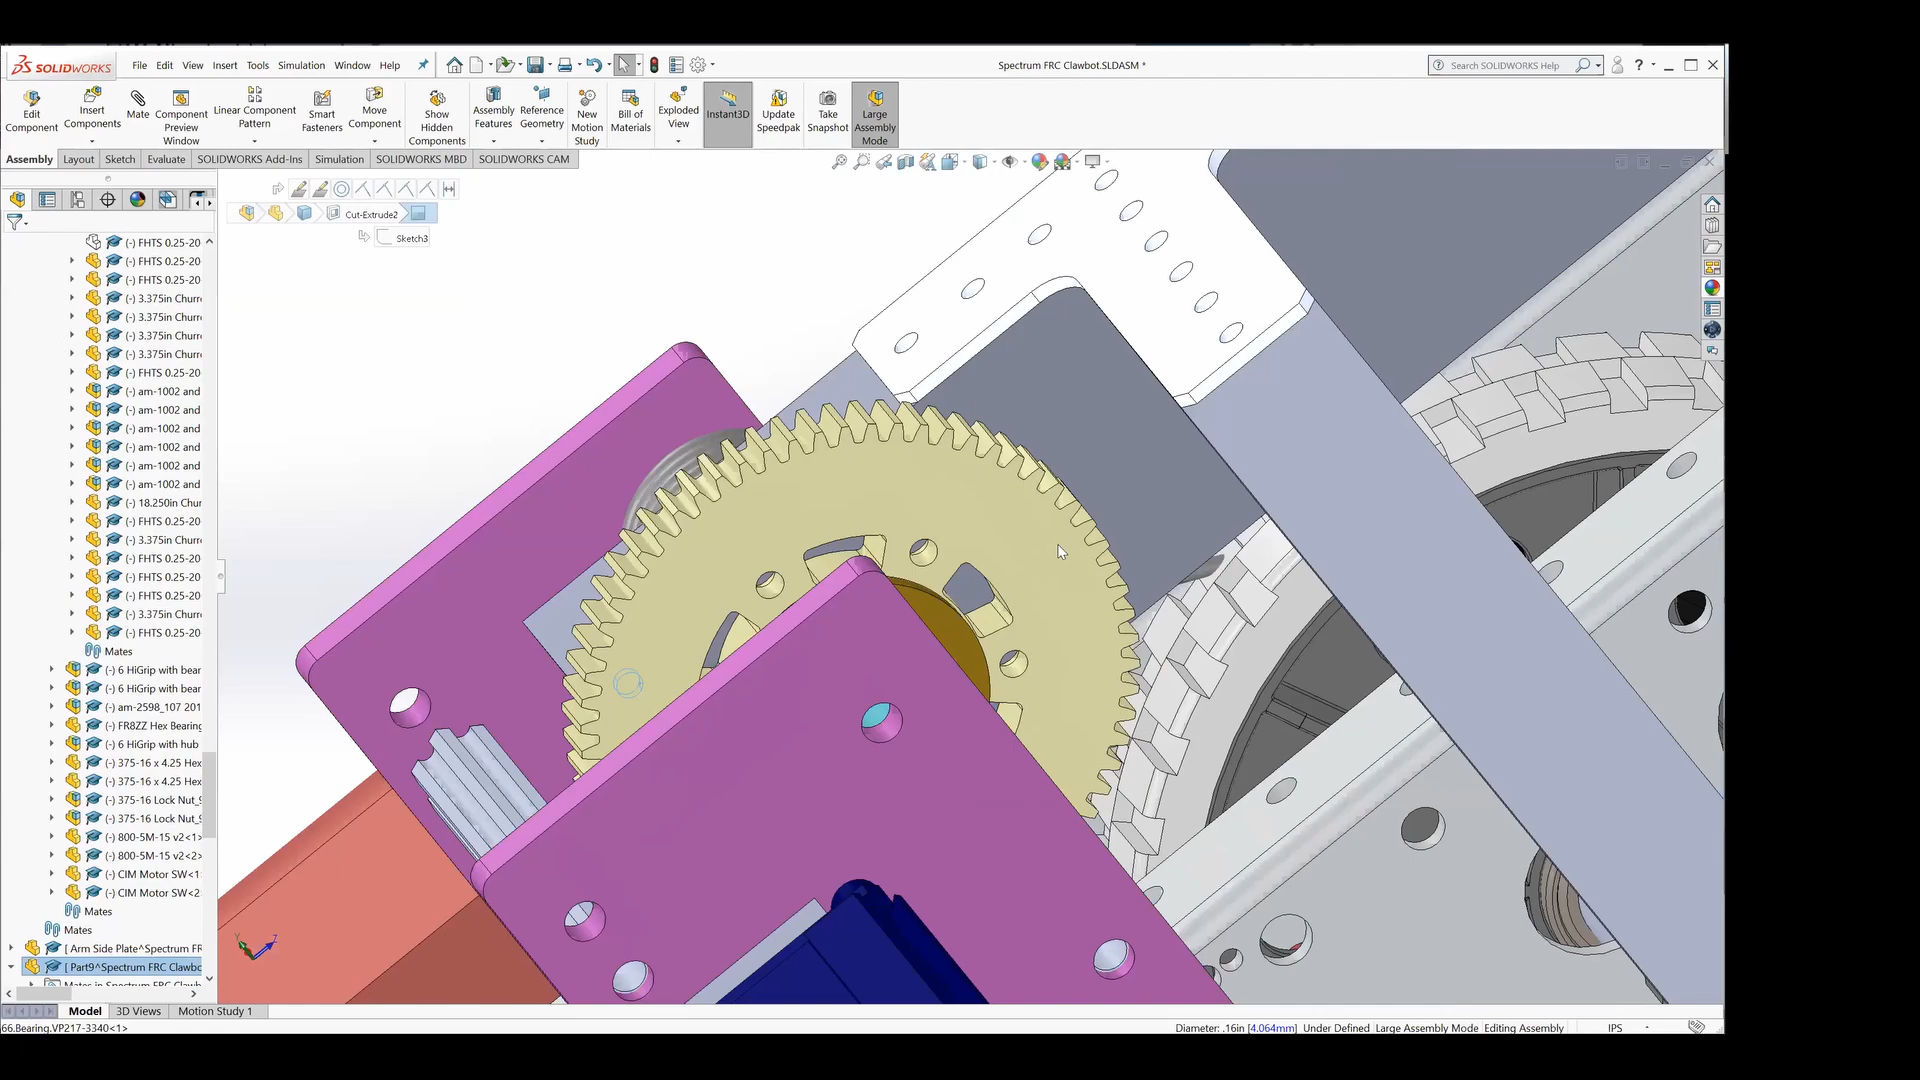 SOLIDWORKS File Edit View Insert Tools Simulation Window Help Spectrum FRC Clawbot.SLDASM * Search SOLIDWORKS Help ?
Edit Component
Insert Components
Mate
Component Preview Window
Linear Component Pattern
Smart Fasteners
Move Component
Show Hidden Components
Assembly Features
Reference Geometry
New Motion Study
Bill of Materials
Exploded View
Instant3D
Update Speedpak
Take Snapshot
Large Assembly Mode
Assembly Layout Sketch Evaluate SOLIDWORKS Add-Ins Simulation SOLIDWORKS MBD SOLIDWORKS CAM
Cut-Extrude2
Sketch3
(-) FHTS 0.25-20
(-) FHTS 0.25-20
(-) FHTS 0.25-20
(-) 3.375in Churr
(-) 3.375in Churr
(-) 3.375in Churr
(-) 3.375in Churr
(-) FHTS 0.25-20
(-) am-1002 and
(-) am-1002 and
(-) am-1002 and
(-) am-1002 and
(-) am-1002 and
(-) am-1002 and
(-) 18.250in Chur
(-) FHTS 0.25-20
(-) 3.375in Churr
(-) FHTS 0.25-20
(-) FHTS 0.25-20
(-) FHTS 0.25-20
(-) 3.375in Churr
(-) FHTS 0.25-20
Mates
(-) 6 HiGrip with bear
(-) 6 HiGrip with bear
(-) am-2598_107 201
(-) FR8ZZ Hex Bearing
(-) 6 HiGrip with hub
(-) 375-16 x 4.25 Hex
(-) 375-16 x 4.25 Hex
(-) 375-16 Lock Nut_9
(-) 375-16 Lock Nut_9
(-) 800-5M-15 v2<1>
(-) 800-5M-15 v2<2>
(-) CIM Motor SW<1
(-) CIM Motor SW<2
Mates
Mates
[ Arm Side Plate^Spectrum FR
[ Part9^Spectrum FRC Clawbo
Mates in Spectrum FRC Clawb
Model 3D Views Motion Study 1
66.Bearing.VP217-3340<1> Diameter: .16in [4.064mm] Under Defined Large Assembly Mode Editing Assembly IPS